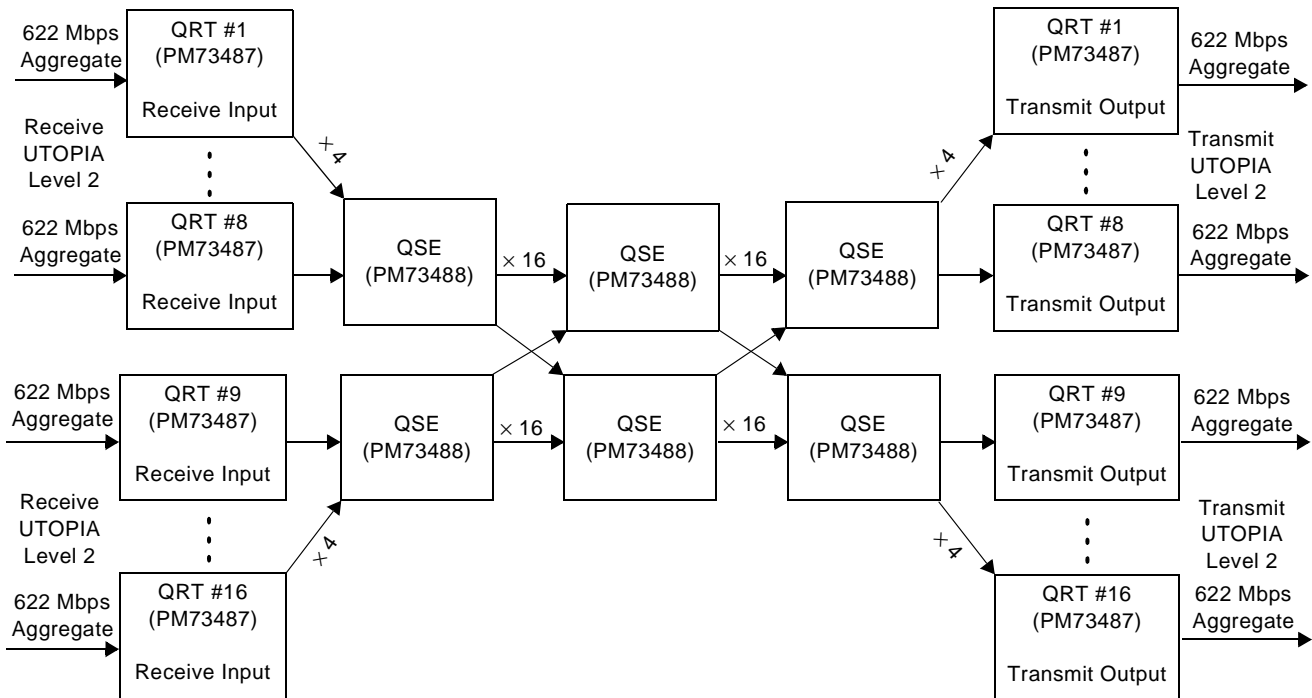 622 Mbps
Aggregate
QRT #1
(PM73487)
Receive Input
Receive
UTOPIA
Level 2
× 4
622 Mbps
Aggregate
QRT #8
(PM73487)
Receive Input
QSE
(PM73488)
× 16
QSE
(PM73488)
× 16
QSE
(PM73488)
× 4
QRT #1
(PM73487)
Transmit Output
622 Mbps
Aggregate
Transmit
UTOPIA
Level 2
QRT #8
(PM73487)
Transmit Output
622 Mbps
Aggregate
622 Mbps
Aggregate
QRT #9
(PM73487)
Receive Input
Receive
UTOPIA
Level 2
× 4
622 Mbps
Aggregate
QRT #16
(PM73487)
Receive Input
QSE
(PM73488)
× 16
QSE
(PM73488)
× 16
QSE
(PM73488)
× 4
QRT #9
(PM73487)
Transmit Output
622 Mbps
Aggregate
Transmit
UTOPIA
Level 2
QRT #16
(PM73487)
Transmit Output
622 Mbps
Aggregate